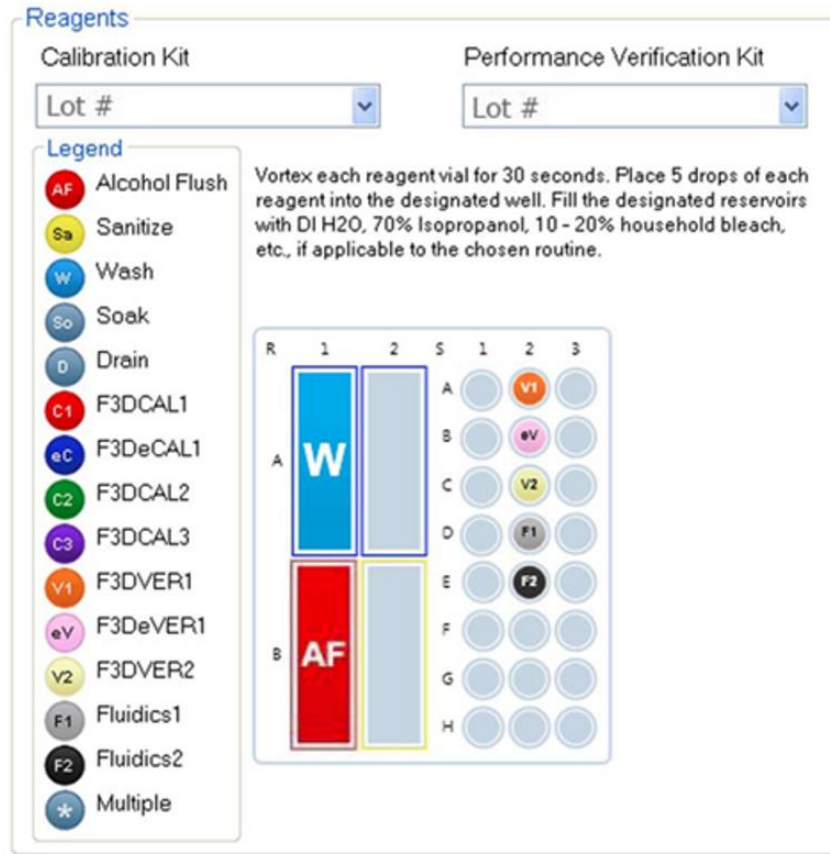 Reagents
Calibration Kit
Performance Verification Kit
Lot #
Lot #
Legend
AF Alcohol Flush
Sa Sanitize
W Wash
So Soak
D Drain
C1 F3DCAL1
eC F3DeCAL1
C2 F3DCAL2
C3 F3DCAL3
V1 F3DVER1
eV F3DeVER1
V2 F3DVER2
F1 Fluidics1
F2 Fluidics2
* Multiple
Vortex each reagent vial for 30 seconds. Place 5 drops of each
reagent into the designated well. Fill the designated reservoirs
with DI H2O, 70% Isopropanol, 10 - 20% household bleach,
etc., if applicable to the chosen routine.
R 1 2 S 1 2 3
A V1
B eV
A W
C V2
D F1
E F2
F
B AF
G
H